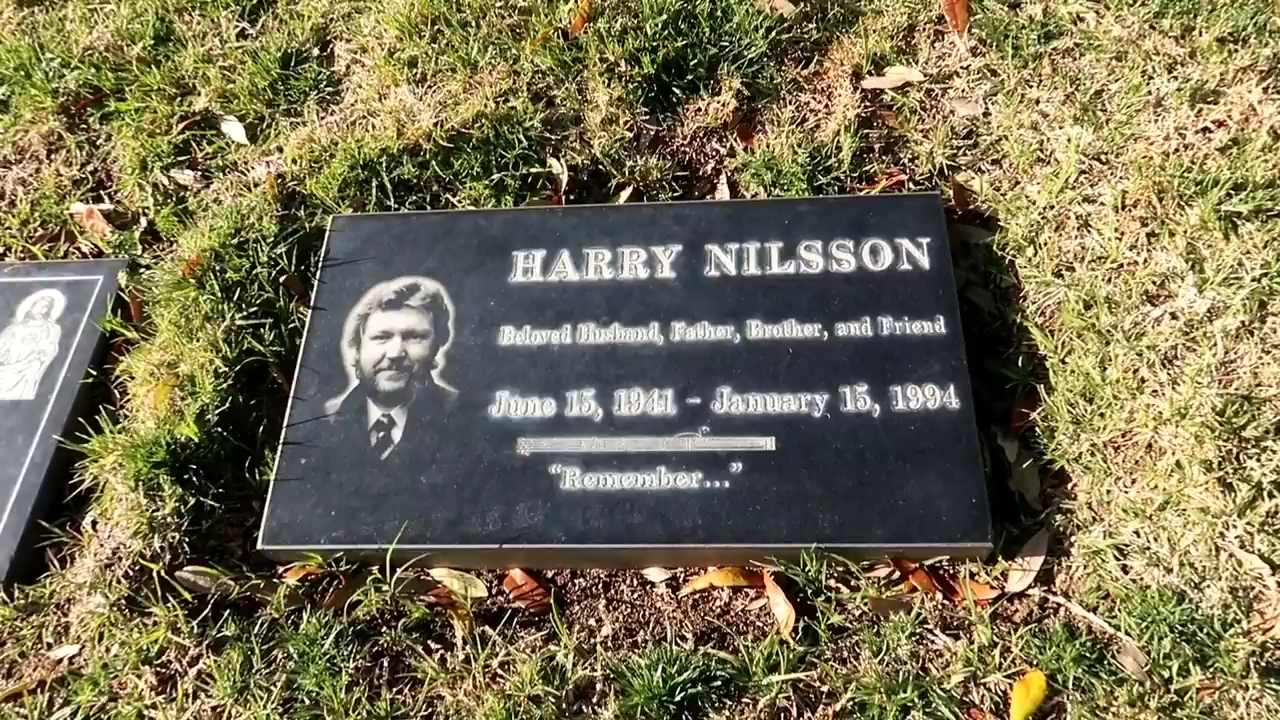 HARRY NILSSON
Beloved Husband, Father, Brother, and Friend
June 15, 1941 - January 15, 1994
"Remember..."